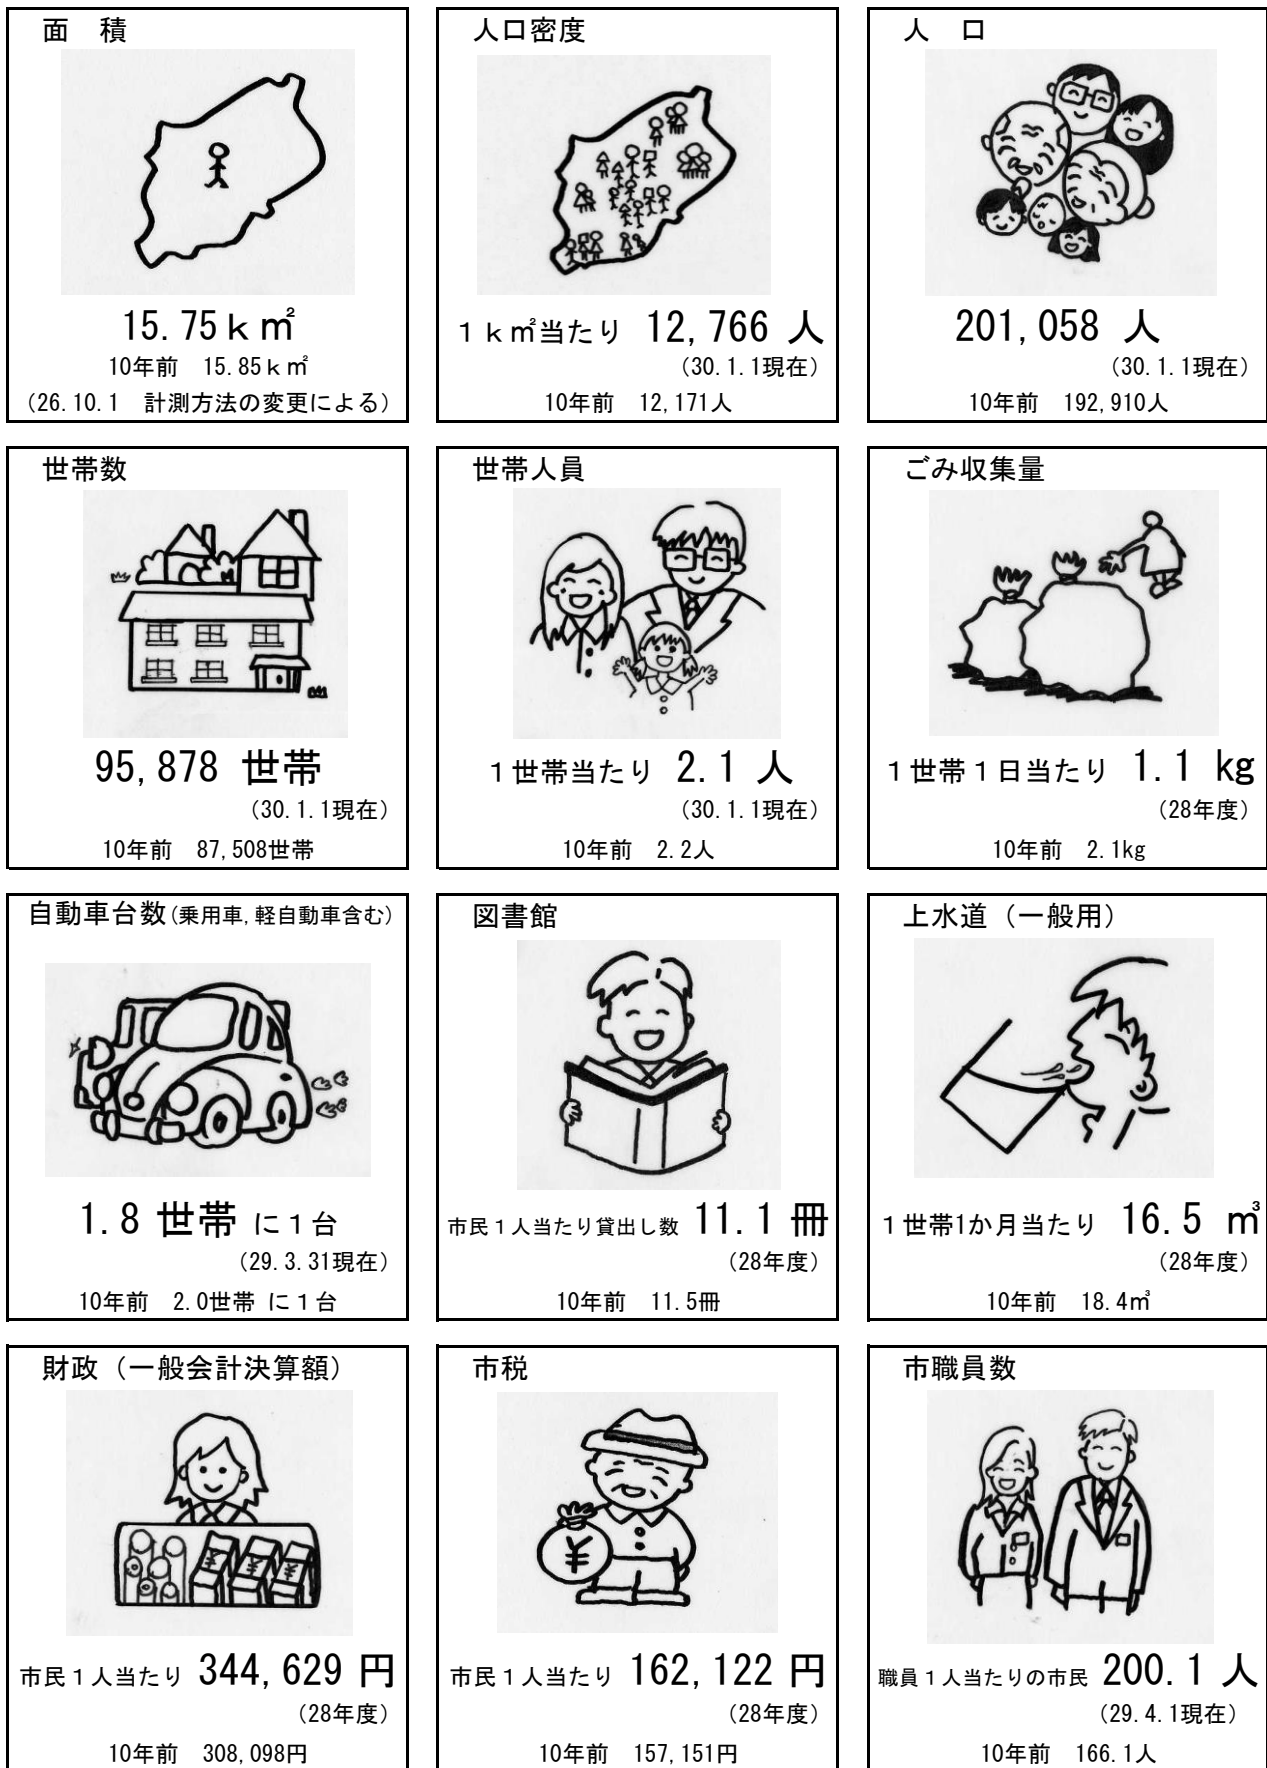 面　積
15.75ｋ㎡
10年前　15.85ｋ㎡
（26.10.1　計測方法の変更による）
人口密度
１ｋ㎡当たり　12,766 人
（30.1.1現在）
10年前　12,171人
人　口
201,058 人
（30.1.1現在）
10年前　192,910人
世帯数
95,878 世帯
（30.1.1現在）
10年前　87,508世帯
世帯人員
１世帯当たり　2.1 人
（30.1.1現在）
10年前　2.2人
ごみ収集量
１世帯１日当たり　1.1 kg
（28年度）
10年前　2.1kg
自動車台数(乗用車,軽自動車含む)
1.8 世帯 に１台
（29.3.31現在）
10年前　2.0世帯 に１台
図書館
市民１人当たり貸出し数　11.1 冊
（28年度）
10年前　11.5冊
上水道（一般用）
１世帯1か月当たり　16.5 ㎥
（28年度）
10年前　18.4㎥
財政（一般会計決算額）
¥ ¥ ¥
市民１人当たり 344,629 円
（28年度）
10年前　308,098円
市税
¥
市民１人当たり 162,122 円
（28年度）
10年前　157,151円
市職員数
職員１人当たりの市民 200.1 人
（29.4.1現在）
10年前　166.1人